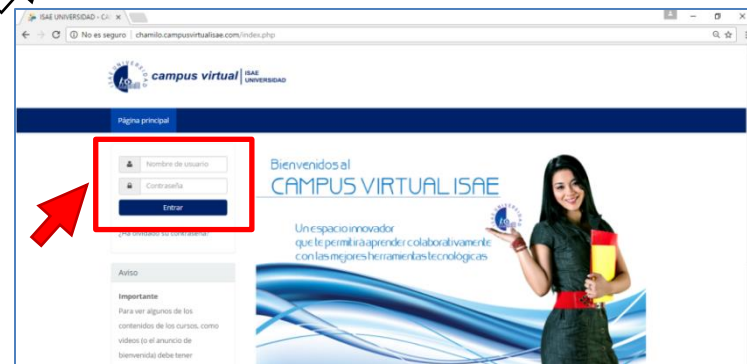 ISAE UNIVERSIDAD - CA
No es seguro | chamilo.campusvirtualisae.com/index.php
campus virtual
ISAE
UNIVERSIDAD
Página principal
Nombre de usuario
Contraseña
Entrar
¿Ha olvidado su contraseña?
Bienvenidos al
CAMPUS VIRTUAL ISAE
Un espacio innovador
que te permitirá aprender colaborativamente
con las mejores herramientas tecnológicas
Aviso
Importante
Para ver algunos de los
contenidos de los cursos, como
videos (o el anuncio de
bienvenida) debe tener